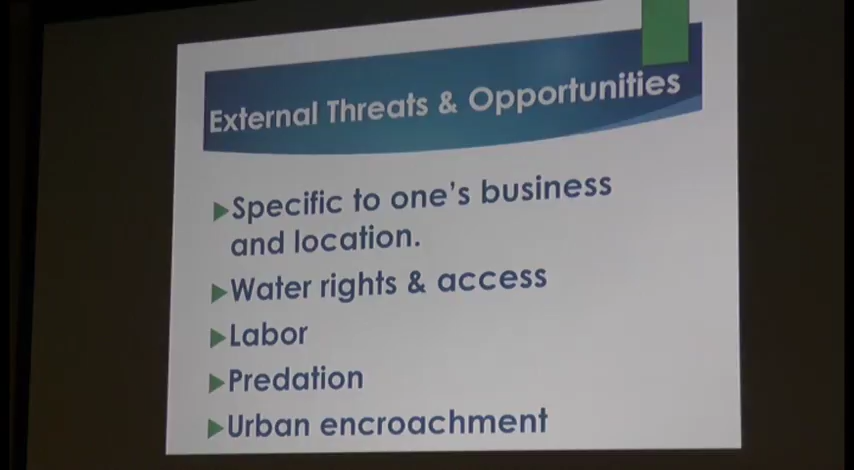 External Threats & Opportunities
Specific to one's business
and location.
Water rights & access
Labor
Predation
Urban encroachment